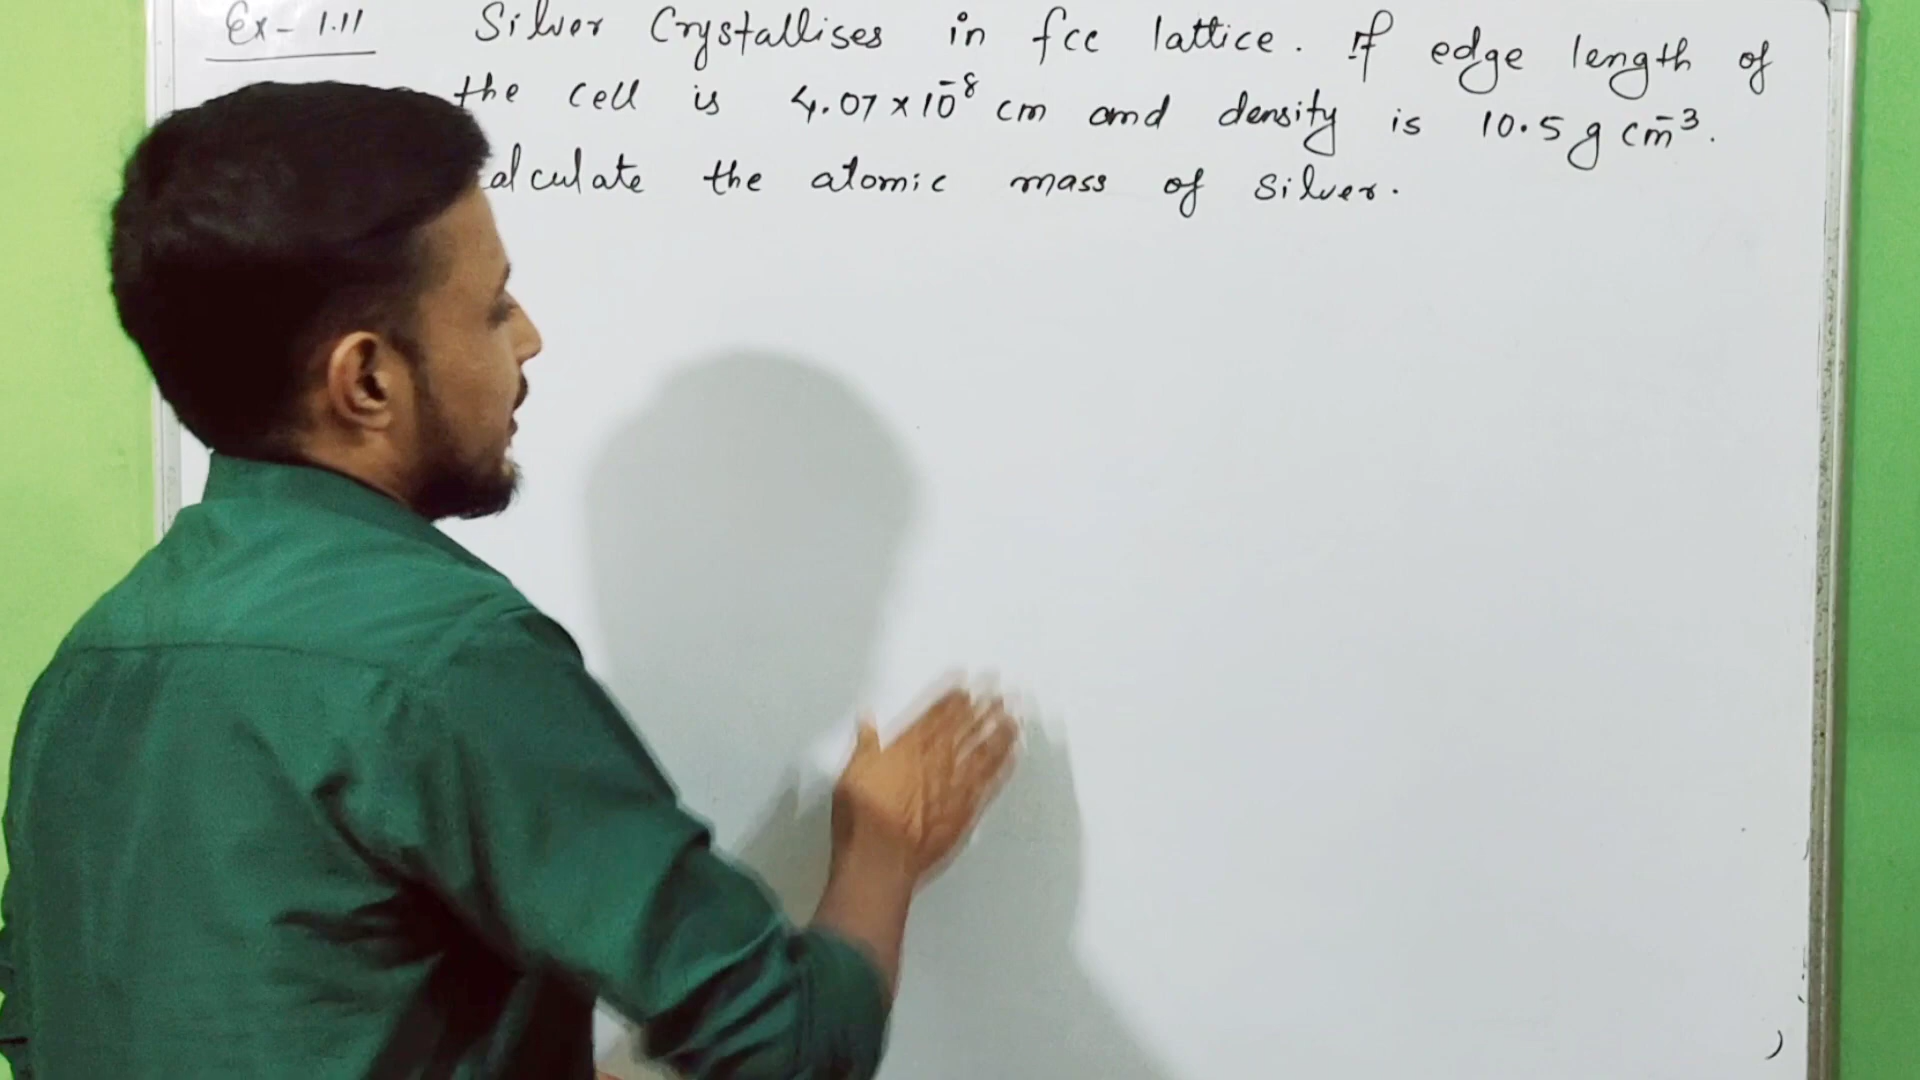 Ex- 1.11 Silver Crystallises in fcc lattice. If edge length of
the cell is 4.07 x 10⁻⁸ cm and density is 10.5 g cm⁻³.
alculate the atomic mass of Silver.